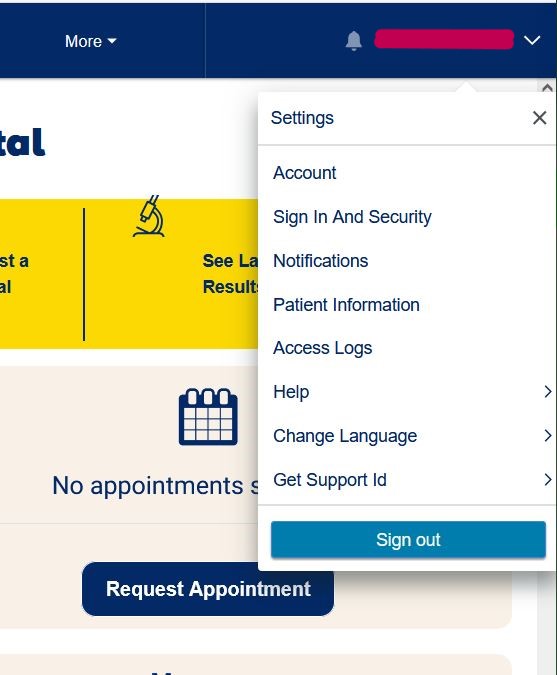 More
Settings
tal
Account
Sign In And Security
st a
al
See La
Results
Notifications
Patient Information
Access Logs
Help
Change Language
Get Support Id
No appointments s
Sign out
Request Appointment